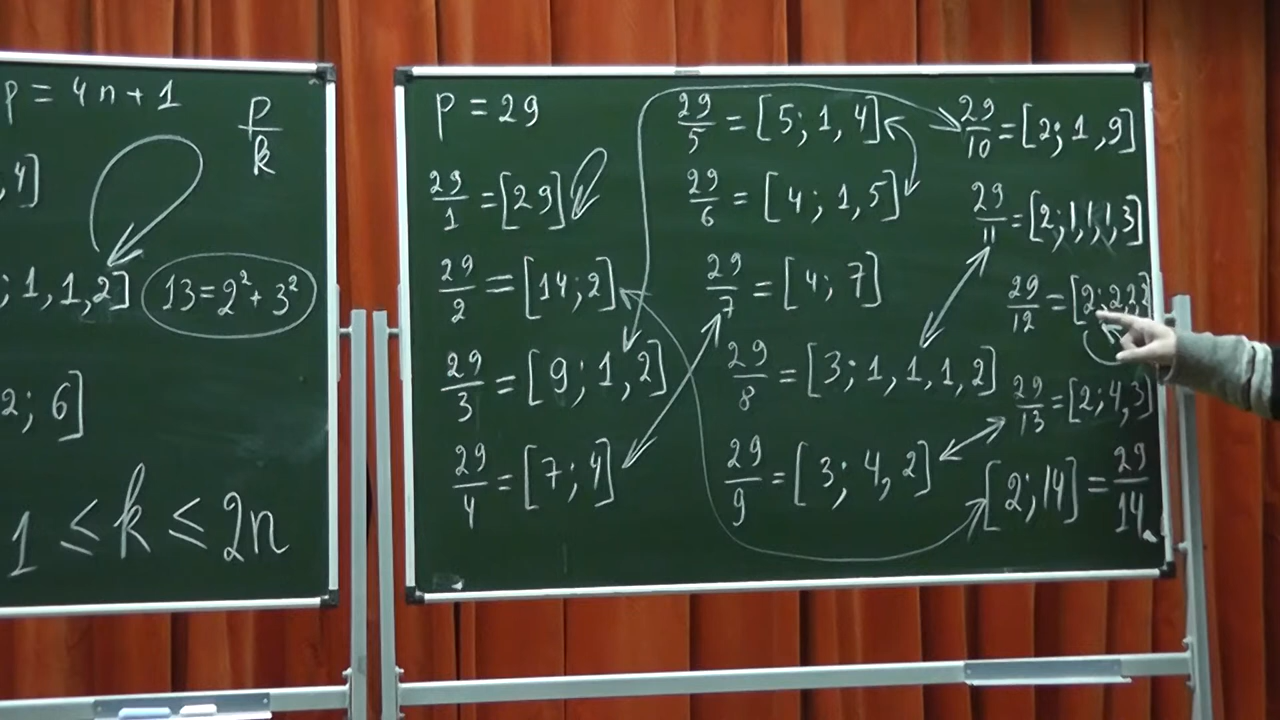 p = 4n + 1
p/k
, 4]
; 1, 1, 2]
13 = 2² + 3²
2; 6]
1 ≤ k ≤ 2n
p = 29
29/1 = [29]
29/2 = [14; 2]
29/3 = [9; 1, 2]
29/4 = [7; 4]
29/5 = [5; 1, 4]
29/6 = [4; 1, 5]
29/7 = [4; 7]
29/8 = [3; 1, 1, 1, 2]
29/9 = [3; 4, 2]
29/10 = [2; 1, 9]
29/11 = [2; 1, 1, 1, 3]
29/12 = [2; 2, 2, 2]
29/13 = [2; 4, 3]
[2; 14] = 29/14